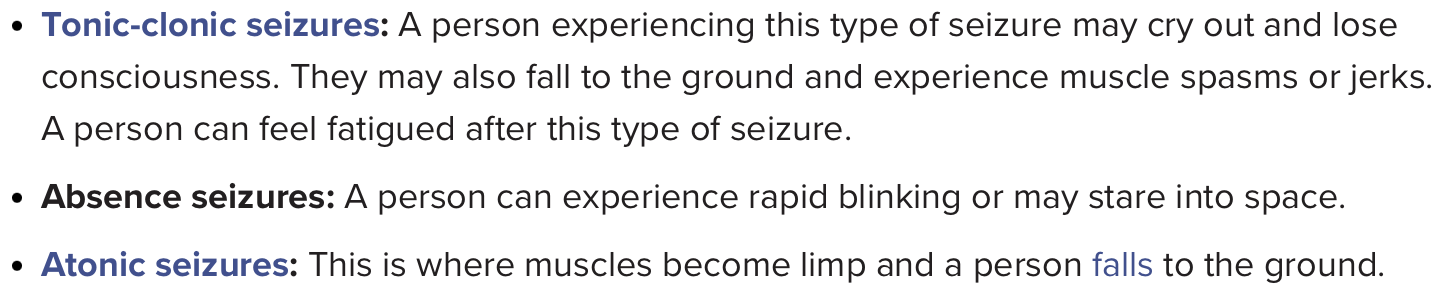 • Tonic-clonic seizures: A person experiencing this type of seizure may cry out and lose
consciousness. They may also fall to the ground and experience muscle spasms or jerks.
A person can feel fatigued after this type of seizure.
• Absence seizures: A person can experience rapid blinking or may stare into space.
• Atonic seizures: This is where muscles become limp and a person falls to the ground.